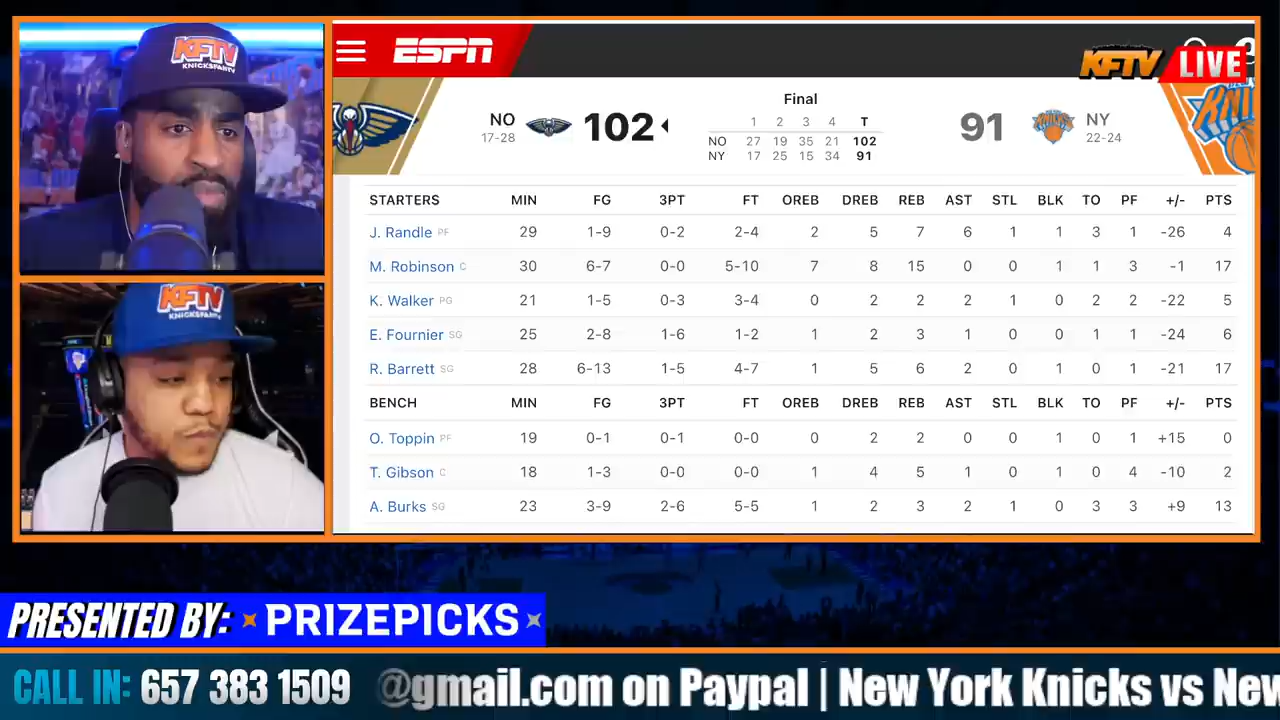 KFTV
KNICKSFANTV
KFTV
KNICKSFANTV
ESPN
KFTV LIVE
Final
NO
17-28
102
1 2 3 4 T
NO 27 19 35 21 102
NY 17 25 15 34 91
91
NY
22-24
STARTERS MIN FG 3PT FT OREB DREB REB AST STL BLK TO PF +/- PTS
J. Randle PF 29 1-9 0-2 2-4 2 5 7 6 1 1 3 1 -26 4
M. Robinson C 30 6-7 0-0 5-10 7 8 15 0 0 1 1 3 -1 17
K. Walker PG 21 1-5 0-3 3-4 0 2 2 2 1 0 2 2 -22 5
E. Fournier SG 25 2-8 1-6 1-2 1 2 3 1 0 0 1 1 -24 6
R. Barrett SG 28 6-13 1-5 4-7 1 5 6 2 0 1 0 1 -21 17
BENCH MIN FG 3PT FT OREB DREB REB AST STL BLK TO PF +/- PTS
O. Toppin PF 19 0-1 0-1 0-0 0 2 2 0 0 1 0 1 +15 0
T. Gibson C 18 1-3 0-0 0-0 1 4 5 1 0 1 0 4 -10 2
A. Burks SG 23 3-9 2-6 5-5 1 2 3 2 1 0 3 3 +9 13
PRESENTED BY: PRIZEPICKS
CALL IN: 657 383 1509 @gmail.com on Paypal | New York Knicks vs New